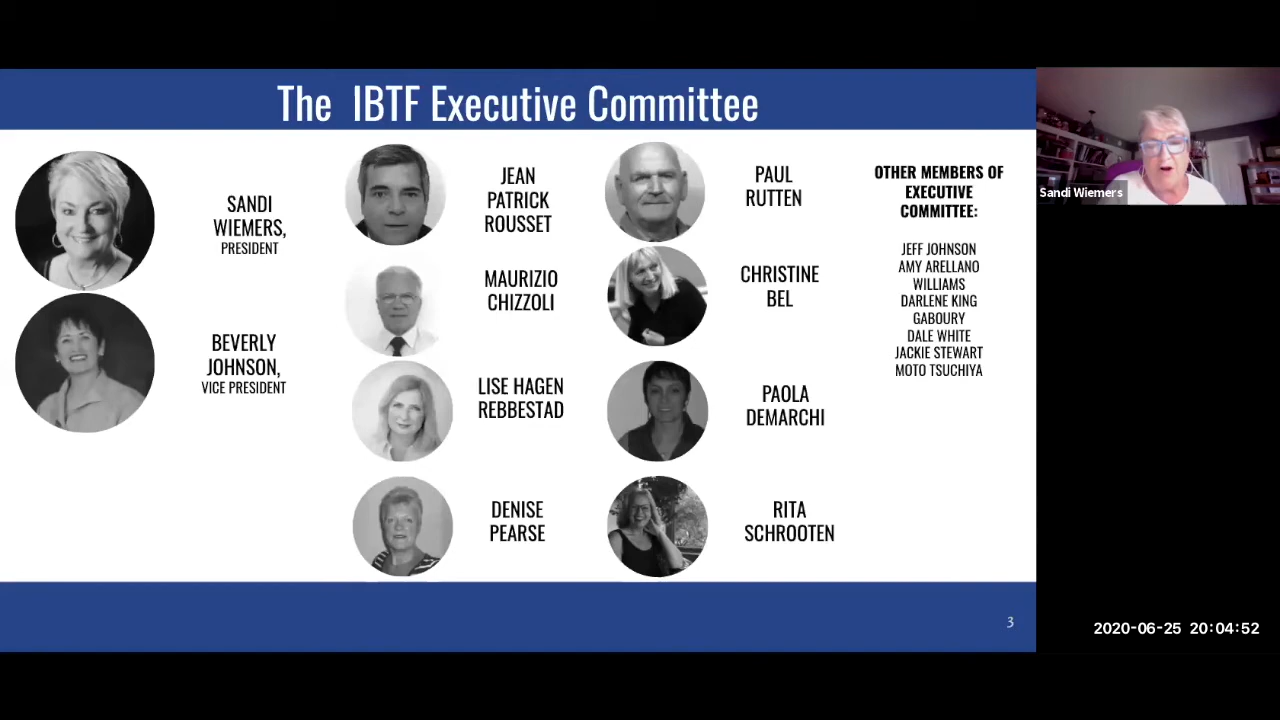 The IBTF Executive Committee
SANDI
WIEMERS,
PRESIDENT
BEVERLY
JOHNSON,
VICE PRESIDENT
JEAN
PATRICK
ROUSSET
MAURIZIO
CHIZZOLI
LISE HAGEN
REBBESTAD
DENISE
PEARSE
PAUL
RUTTEN
CHRISTINE
BEL
PAOLA
DEMARCHI
RITA
SCHROOTEN
OTHER MEMBERS OF
EXECUTIVE
COMMITTEE:
JEFF JOHNSON
AMY ARELLANO
WILLIAMS
DARLENE KING
GABOURY
DALE WHITE
JACKIE STEWART
MOTO TSUCHIYA
3
Sandi Wiemers
2020-06-25 20:04:52